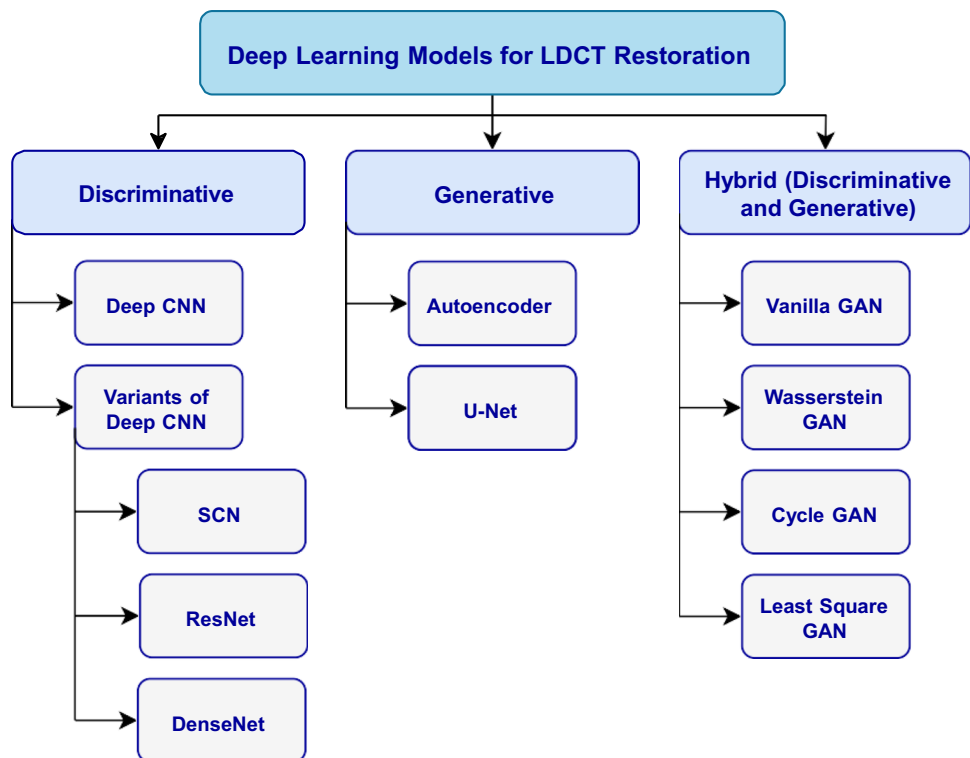 Deep Learning Models for LDCT Restoration
Discriminative
Deep CNN
Variants of
Deep CNN
SCN
ResNet
DenseNet
Generative
Autoencoder
U-Net
Hybrid (Discriminative
and Generative)
Vanilla GAN
Wasserstein
GAN
Cycle GAN
Least Square
GAN